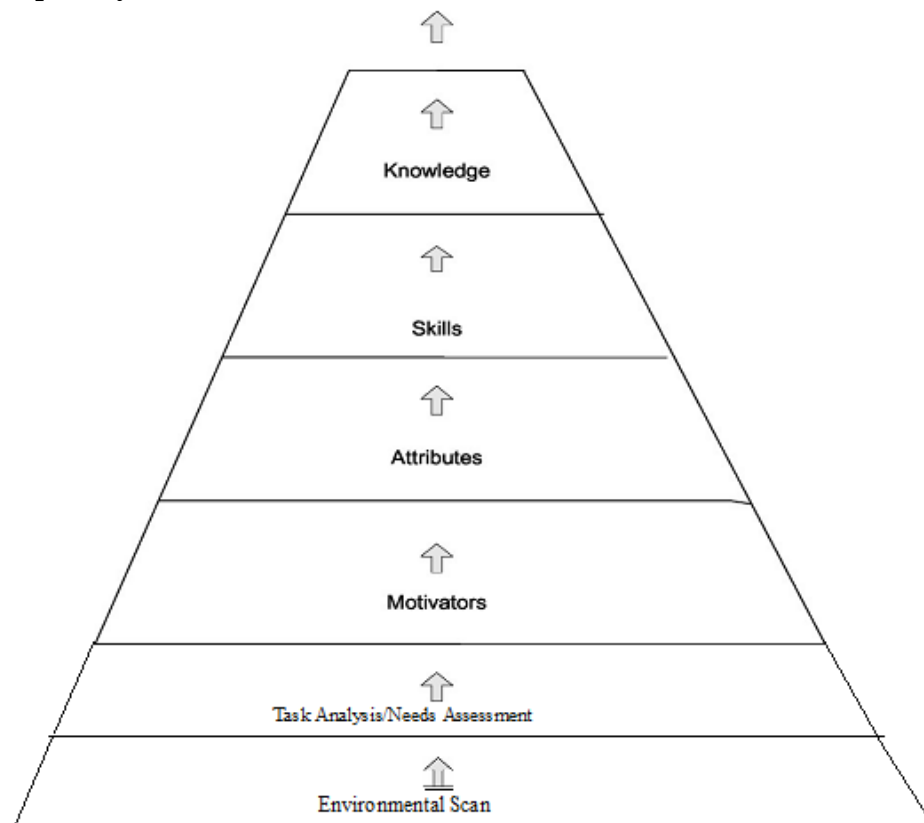 Knowledge
Skills
Attributes
Motivators
Task Analysis/Needs Assessment
Environmental Scan